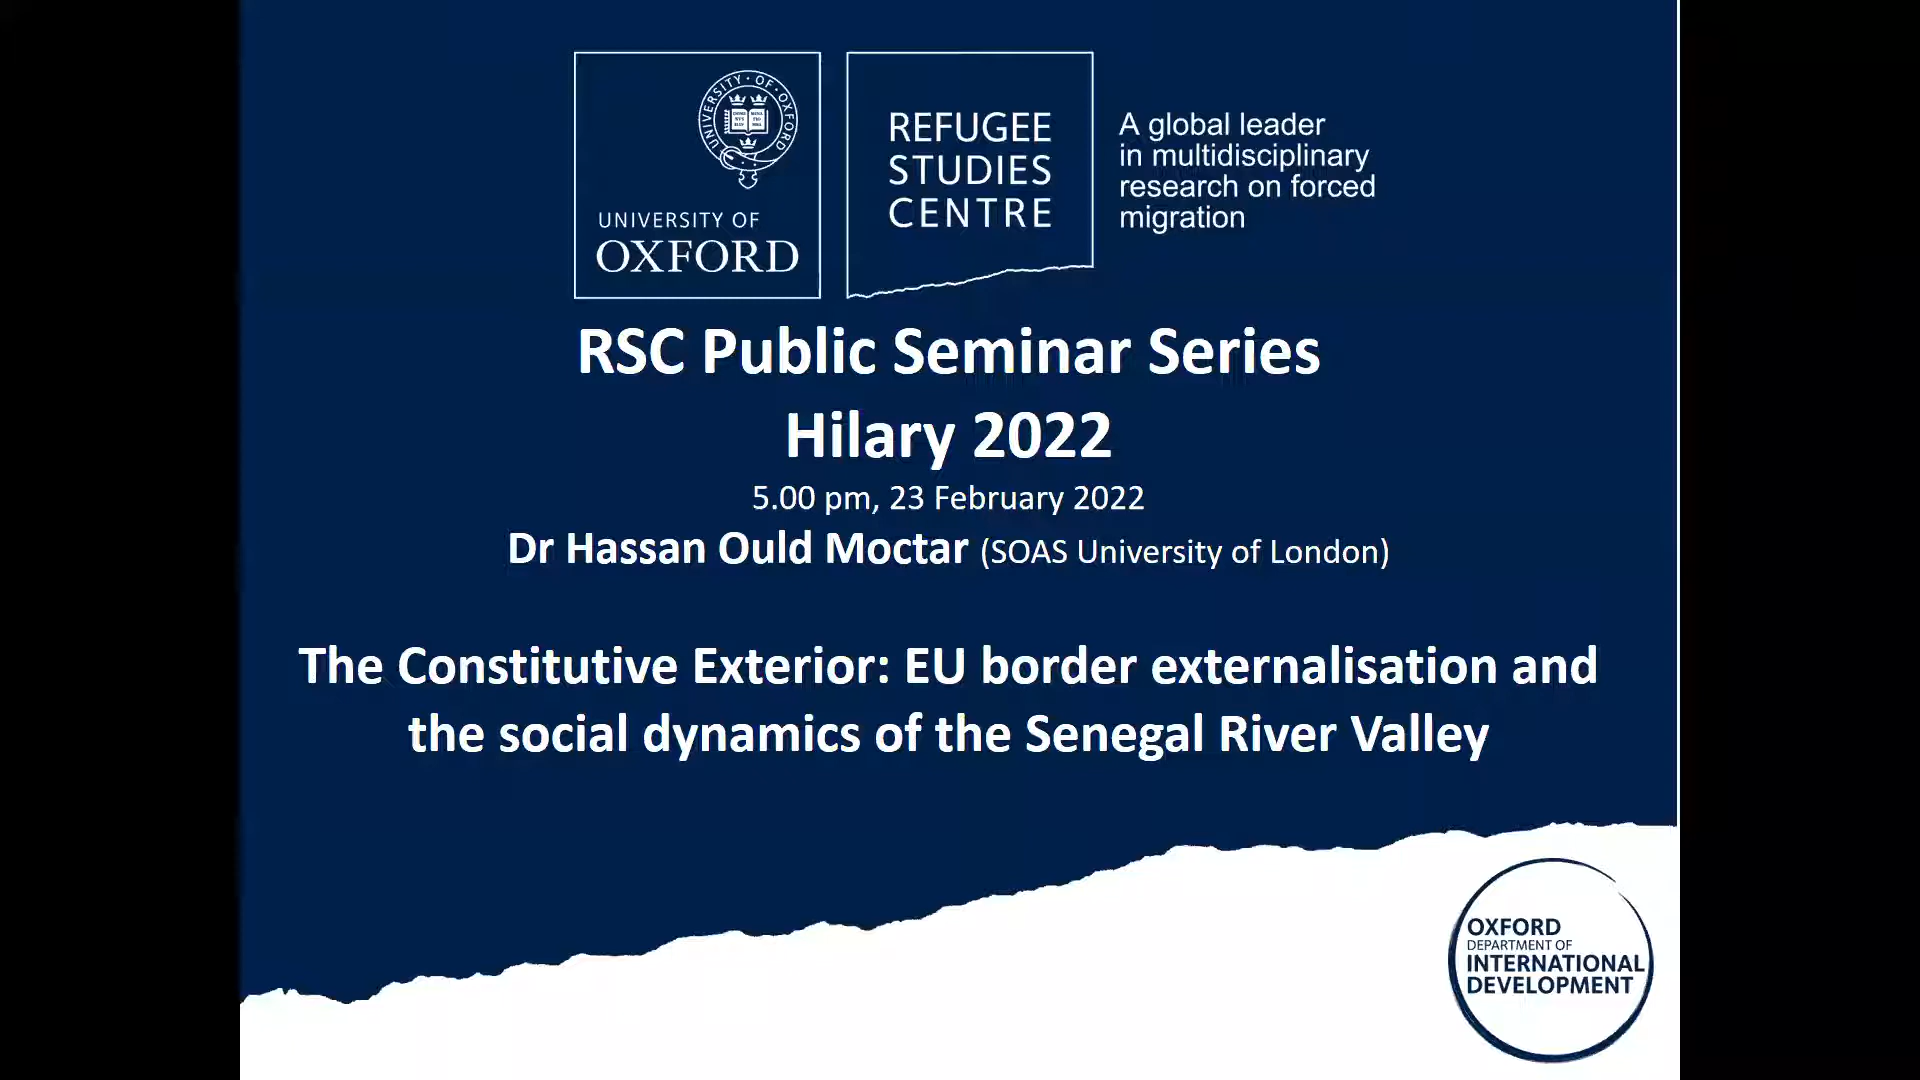 UNIVERSITY · OF · OXFORD
UNIVERSITY OF
OXFORD
REFUGEE
STUDIES
CENTRE
A global leader
in multidisciplinary
research on forced
migration
RSC Public Seminar Series
Hilary 2022
5.00 pm, 23 February 2022
Dr Hassan Ould Moctar (SOAS University of London)
The Constitutive Exterior: EU border externalisation and
the social dynamics of the Senegal River Valley
OXFORD
DEPARTMENT OF
INTERNATIONAL
DEVELOPMENT